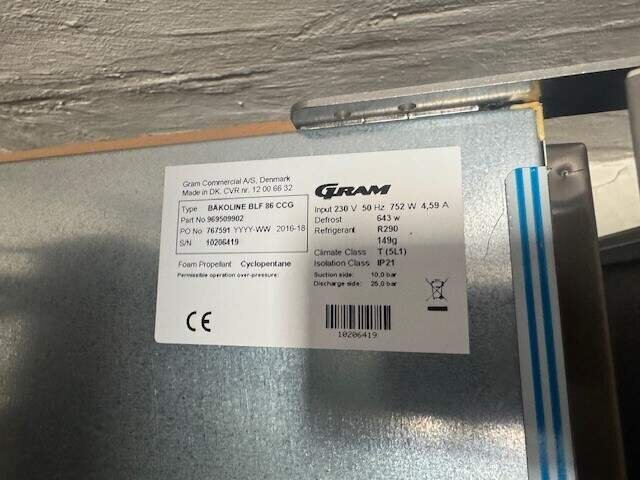 Gram Commercial A/S, Denmark
Made in DK. CVR nr. 12 00 66 32
Type BAKOLINE BLF 86 CCG
Part No 969509902
PO No 767591 YYYY-WW 2016-18
S/N 10206419
Foam Propellant Cyclopentane
Permissible operation over-pressure:
CE
GRAM
Input 230 V 50 Hz 752 W 4,59 A
Defrost 643 w
Refrigerant R290
149g
Climate Class T (5L1)
Isolation Class IP21
Suction side: 10,0 bar
Discharge side: 25,0 bar
10206419